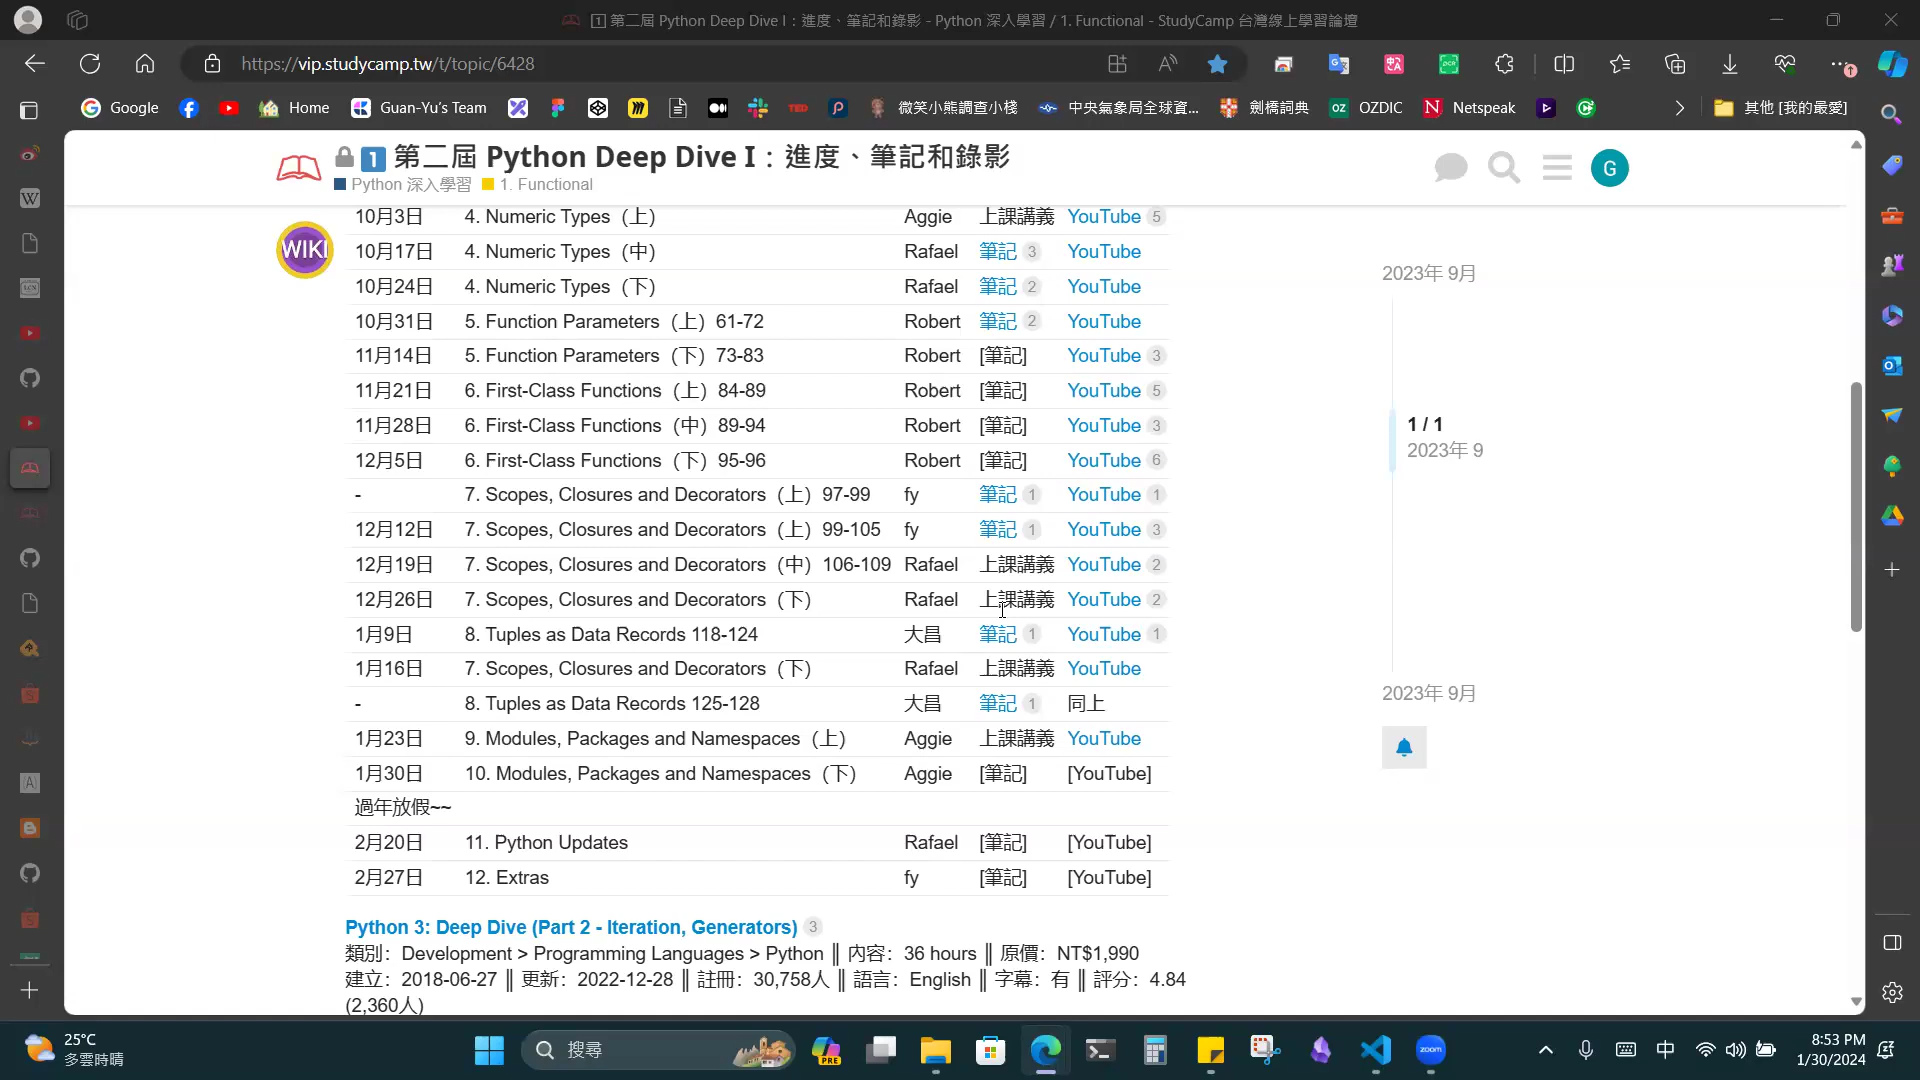 1 第二屆 Python Deep Dive I：進度、筆記和錄影 - Python 深入學習 / 1. Functional - StudyCamp 台灣線上學習論壇
https://vip.studycamp.tw/t/topic/6428
Google Home Guan-Yu's Team TED 微笑小熊調查小棧 中央氣象局全球資... 劍橋詞典 OZ OZDIC Netspeak 其他 [我的最愛]
1 第二屆 Python Deep Dive I：進度、筆記和錄影
Python 深入學習 1. Functional
G
WIKI
10月3日 4. Numeric Types（上） Aggie 上課講義 YouTube 5
10月17日 4. Numeric Types（中） Rafael 筆記 3 YouTube
10月24日 4. Numeric Types（下） Rafael 筆記 2 YouTube
10月31日 5. Function Parameters（上）61-72 Robert 筆記 2 YouTube
11月14日 5. Function Parameters（下）73-83 Robert [筆記] YouTube 3
11月21日 6. First-Class Functions（上）84-89 Robert [筆記] YouTube 5
11月28日 6. First-Class Functions（中）89-94 Robert [筆記] YouTube 3
12月5日 6. First-Class Functions（下）95-96 Robert [筆記] YouTube 6
- 7. Scopes, Closures and Decorators（上）97-99 fy 筆記 1 YouTube 1
12月12日 7. Scopes, Closures and Decorators（上）99-105 fy 筆記 1 YouTube 3
12月19日 7. Scopes, Closures and Decorators（中）106-109 Rafael 上課講義 YouTube 2
12月26日 7. Scopes, Closures and Decorators（下） Rafael 上課講義 YouTube 2
1月9日 8. Tuples as Data Records 118-124 大昌 筆記 1 YouTube 1
1月16日 7. Scopes, Closures and Decorators（下） Rafael 上課講義 YouTube
- 8. Tuples as Data Records 125-128 大昌 筆記 1 同上
1月23日 9. Modules, Packages and Namespaces（上） Aggie 上課講義 YouTube
1月30日 10. Modules, Packages and Namespaces（下） Aggie [筆記] [YouTube]
過年放假~~
2月20日 11. Python Updates Rafael [筆記] [YouTube]
2月27日 12. Extras fy [筆記] [YouTube]
Python 3: Deep Dive (Part 2 - Iteration, Generators) 3
類別：Development > Programming Languages > Python ‖ 內容：36 hours ‖ 原價：NT$1,990
建立：2018-06-27 ‖ 更新：2022-12-28 ‖ 註冊：30,758人 ‖ 語言：English ‖ 字幕：有 ‖ 評分：4.84
(2,360人)
2023年 9月
1 / 1
2023年 9
2023年 9月
25°C
多雲時晴
搜尋
PRE
zoom
中
8:53 PM
1/30/2024